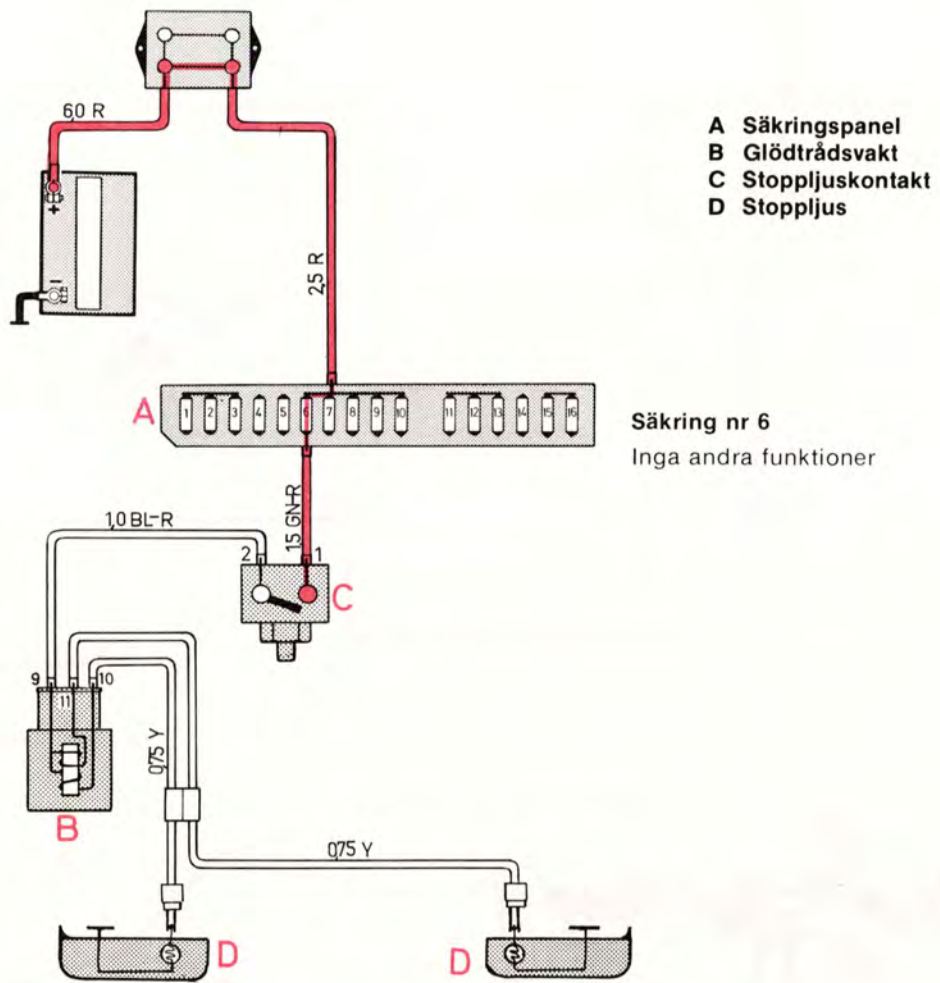 6,0 R
A Säkringspanel
B Glödtrådsvakt
C Stoppljuskontakt
D Stoppljus
+
−
2,5 R
A
1 2 3 4 5 6 7 8 9 10 11 12 13 14 15 16
Säkring nr 6
Inga andra funktioner
1,0 BL-R
1,5 GN-R
2 1
C
9 11 10
0,75 Y
B
0,75 Y
D
D